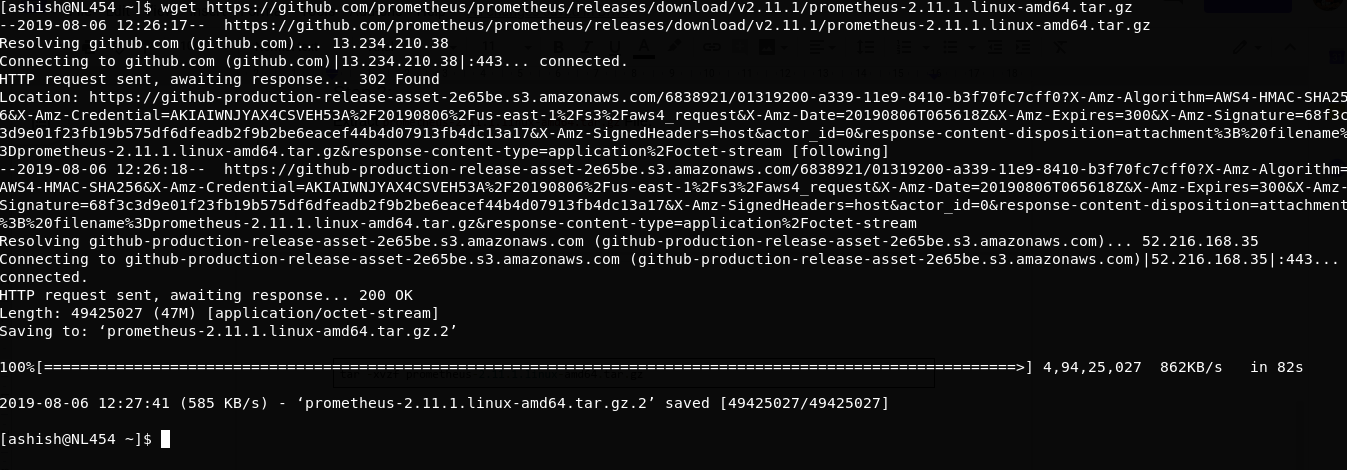 [ashish@NL454 ~]$ wget https://github.com/prometheus/prometheus/releases/download/v2.11.1/prometheus-2.11.1.linux-amd64.tar.gz
--2019-08-06 12:26:17--  https://github.com/prometheus/prometheus/releases/download/v2.11.1/prometheus-2.11.1.linux-amd64.tar.gz
Resolving github.com (github.com)... 13.234.210.38
Connecting to github.com (github.com)|13.234.210.38|:443... connected.
HTTP request sent, awaiting response... 302 Found
Location: https://github-production-release-asset-2e65be.s3.amazonaws.com/6838921/01319200-a339-11e9-8410-b3f70fc7cff0?X-Amz-Algorithm=AWS4-HMAC-SHA25
6&X-Amz-Credential=AKIAIWNJYAX4CSVEH53A%2F20190806%2Fus-east-1%2Fs3%2Faws4_request&X-Amz-Date=20190806T065618Z&X-Amz-Expires=300&X-Amz-Signature=68f3c
3d9e01f23fb19b575df6dfeadb2f9b2be6eacef44b4d07913fb4dc13a17&X-Amz-SignedHeaders=host&actor_id=0&response-content-disposition=attachment%3B%20filename%
3Dprometheus-2.11.1.linux-amd64.tar.gz&response-content-type=application%2Foctet-stream [following]
--2019-08-06 12:26:18--  https://github-production-release-asset-2e65be.s3.amazonaws.com/6838921/01319200-a339-11e9-8410-b3f70fc7cff0?X-Amz-Algorithm=
AWS4-HMAC-SHA256&X-Amz-Credential=AKIAIWNJYAX4CSVEH53A%2F20190806%2Fus-east-1%2Fs3%2Faws4_request&X-Amz-Date=20190806T065618Z&X-Amz-Expires=300&X-Amz-
Signature=68f3c3d9e01f23fb19b575df6dfeadb2f9b2be6eacef44b4d07913fb4dc13a17&X-Amz-SignedHeaders=host&actor_id=0&response-content-disposition=attachment
%3B%20filename%3Dprometheus-2.11.1.linux-amd64.tar.gz&response-content-type=application%2Foctet-stream
Resolving github-production-release-asset-2e65be.s3.amazonaws.com (github-production-release-asset-2e65be.s3.amazonaws.com)... 52.216.168.35
Connecting to github-production-release-asset-2e65be.s3.amazonaws.com (github-production-release-asset-2e65be.s3.amazonaws.com)|52.216.168.35|:443...
connected.
HTTP request sent, awaiting response... 200 OK
Length: 49425027 (47M) [application/octet-stream]
Saving to: ‘prometheus-2.11.1.linux-amd64.tar.gz.2’
100%[============================================================================================================>] 4,94,25,027  862KB/s   in 82s
2019-08-06 12:27:41 (585 KB/s) - ‘prometheus-2.11.1.linux-amd64.tar.gz.2’ saved [49425027/49425027]
[ashish@NL454 ~]$